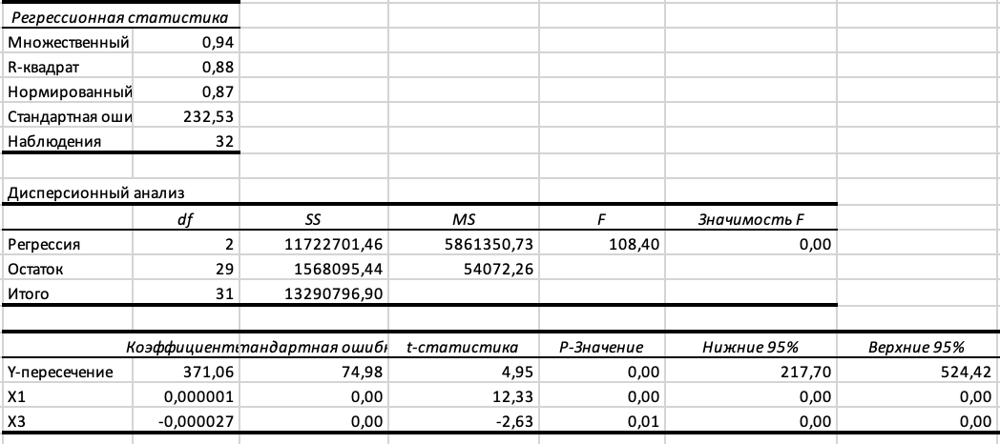 Регрессионная статистика
Множественный 0,94
R-квадрат 0,88
Нормированный 0,87
Стандартная оши 232,53
Наблюдения 32
Дисперсионный анализ
df SS MS F Значимость F
Регрессия 2 11722701,46 5861350,73 108,40 0,00
Остаток 29 1568095,44 54072,26
Итого 31 13290796,90
Коэффициенты тандартная ошибк t-статистика P-Значение Нижние 95% Верхние 95%
Y-пересечение 371,06 74,98 4,95 0,00 217,70 524,42
X1 0,000001 0,00 12,33 0,00 0,00 0,00
X3 -0,000027 0,00 -2,63 0,01 0,00 0,00